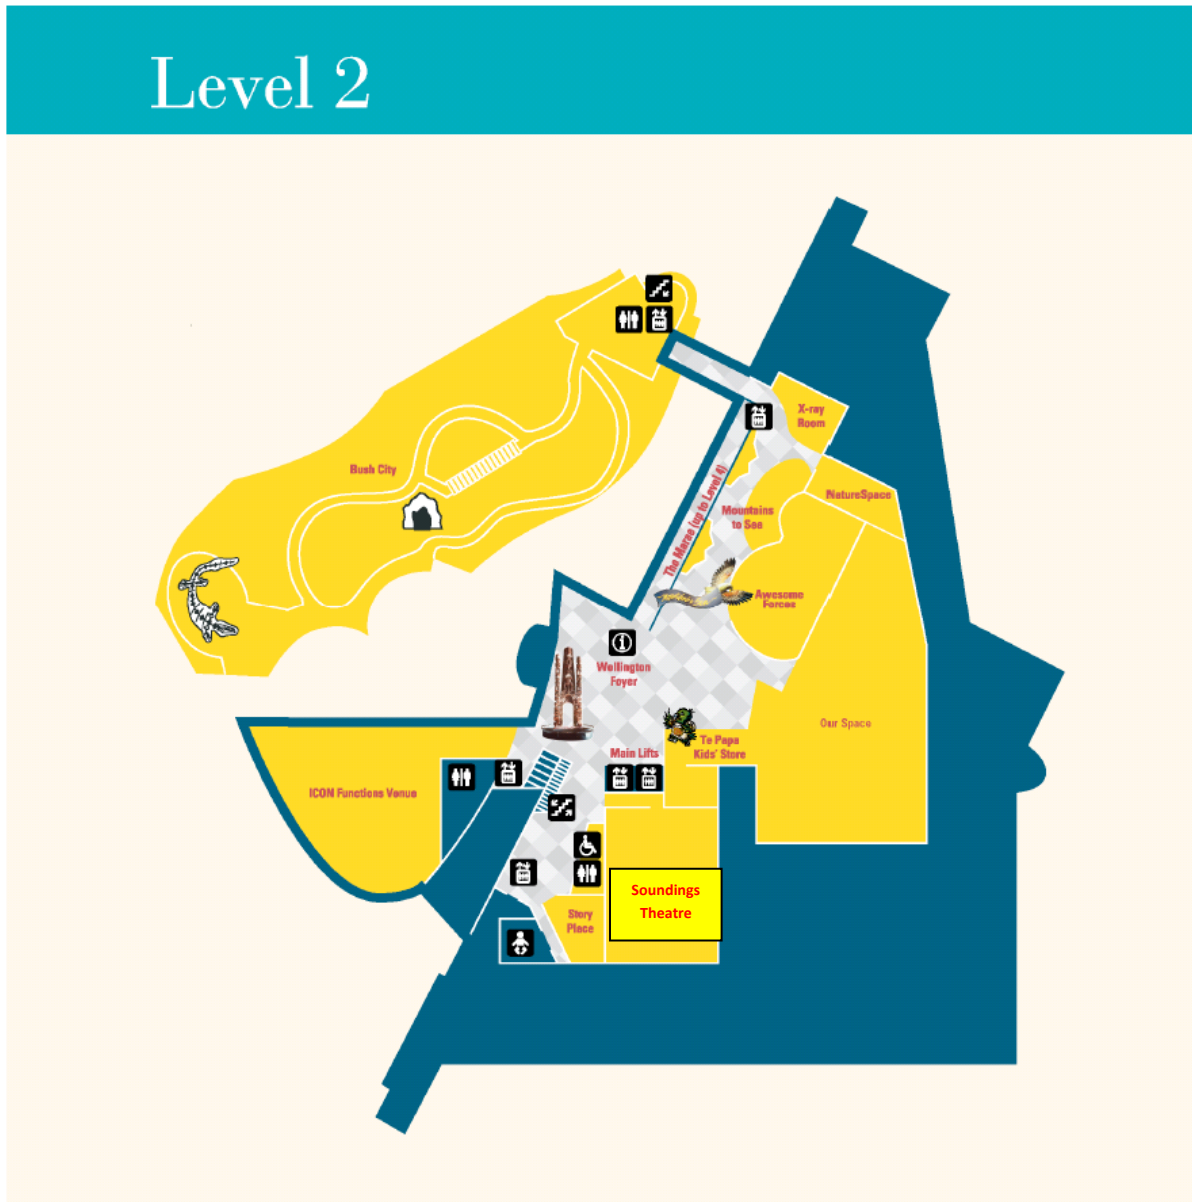 Level 2
X-ray
Room
Bush City
NatureSpace
The Marae (up to Level 4)
Mountains
to Sea
Awesome
Forces
Wellington
Foyer
Our Space
Te Papa
Kids' Store
Main Lifts
ICON Functions Venue
Soundings
Theatre
Story
Place